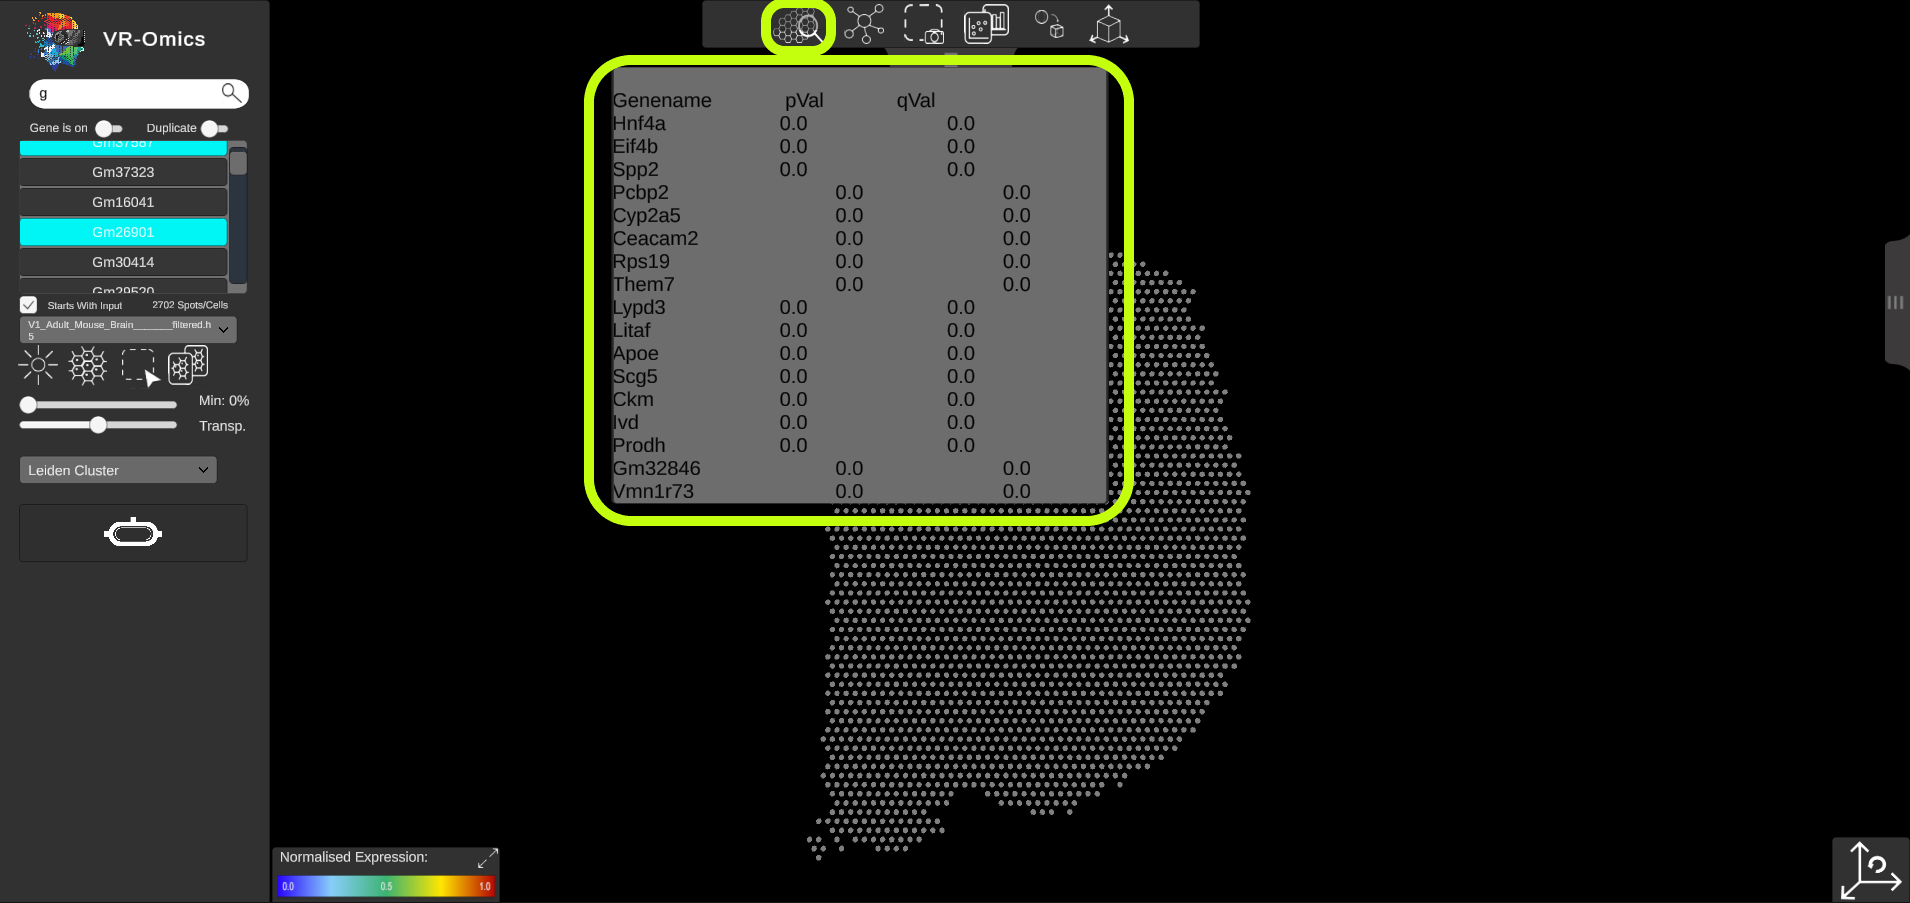 VR-Omics
g
Gene is on Duplicate
Gm37587
Gm37323
Gm16041
Gm26901
Gm30414
Gm29520
Starts With Input 2702 Spots/Cells
V1_Adult_Mouse_Brain_______filtered.h
5
Min: 0%
Transp.
Leiden Cluster
Genename pVal qVal
Hnf4a 0.0 0.0
Eif4b 0.0 0.0
Spp2 0.0 0.0
Pcbp2 0.0 0.0
Cyp2a5 0.0 0.0
Ceacam2 0.0 0.0
Rps19 0.0 0.0
Them7 0.0 0.0
Lypd3 0.0 0.0
Litaf 0.0 0.0
Apoe 0.0 0.0
Scg5 0.0 0.0
Ckm 0.0 0.0
Ivd 0.0 0.0
Prodh 0.0 0.0
Gm32846 0.0 0.0
Vmn1r73 0.0 0.0
Normalised Expression:
0.0 0.5 1.0